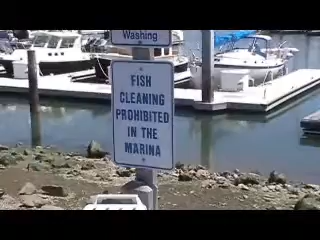 Washing
FISH
CLEANING
PROHIBITED
IN THE
MARINA